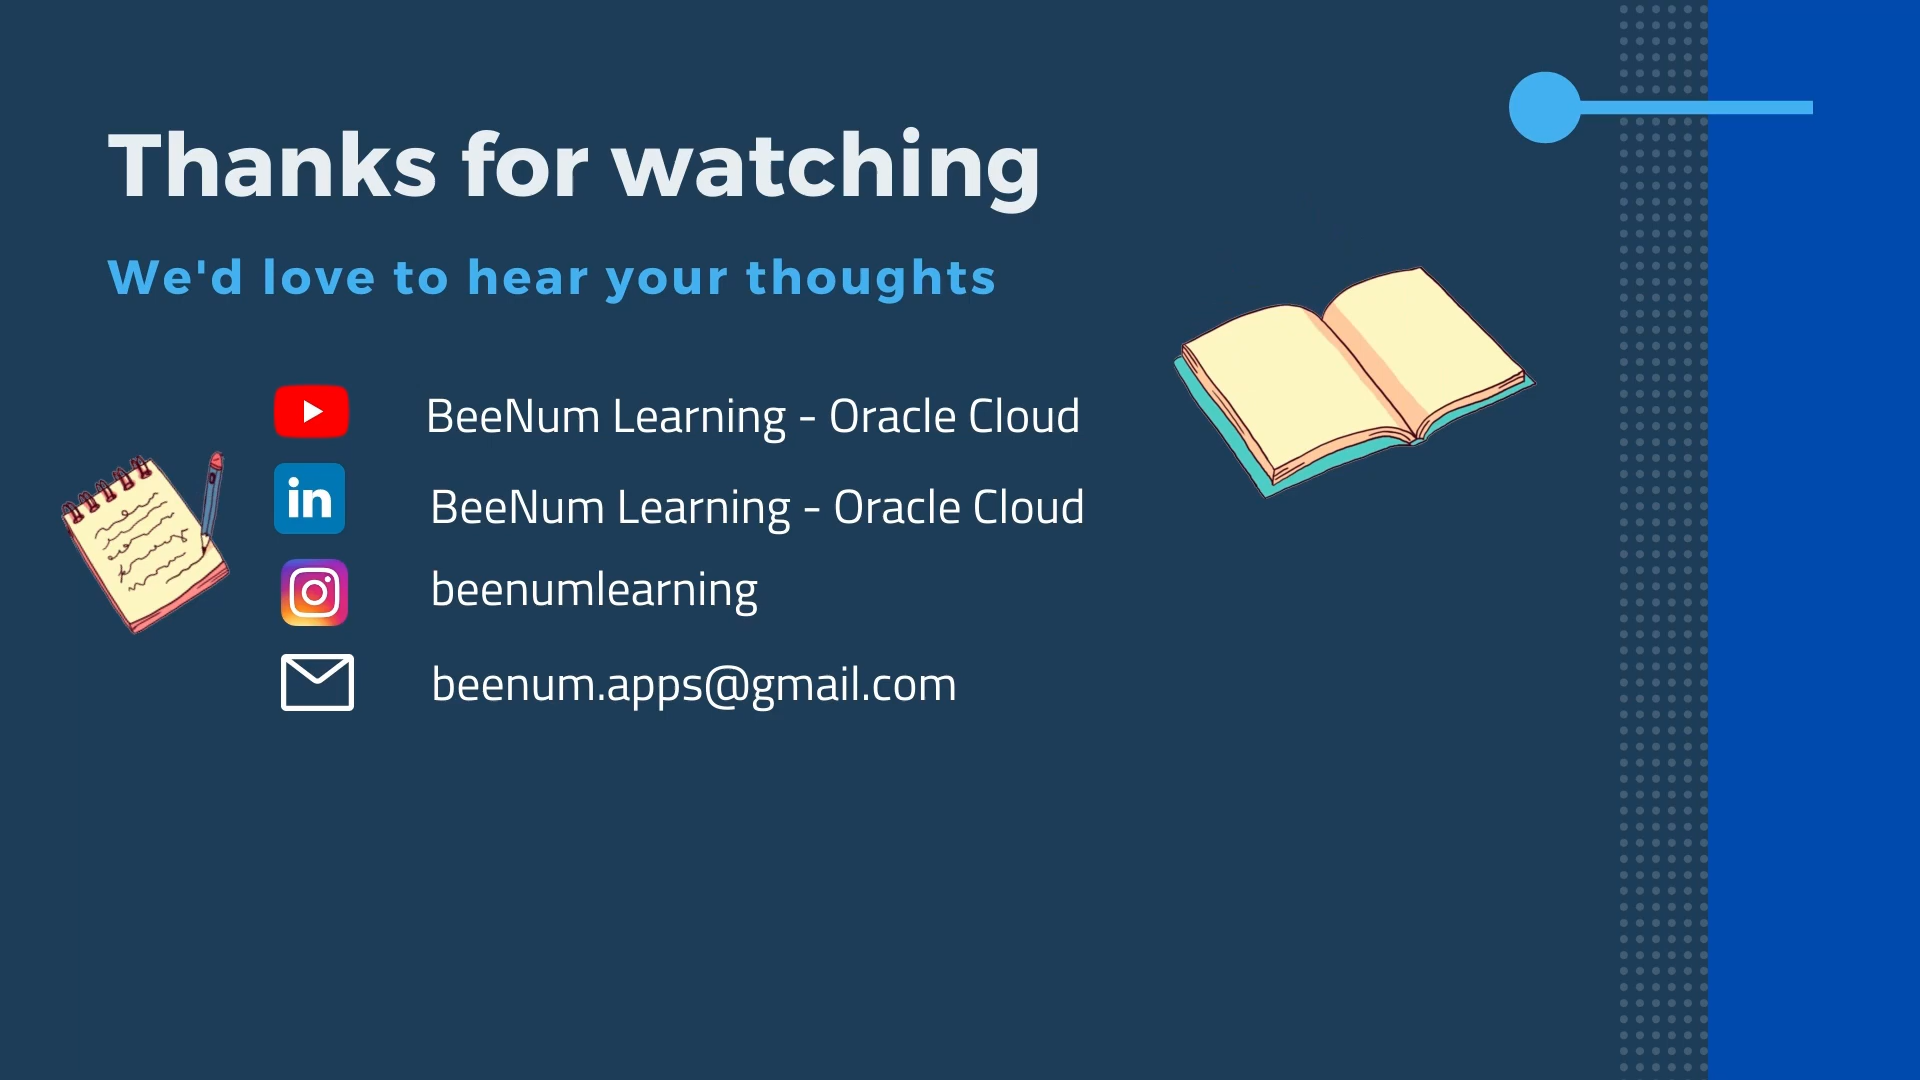 Thanks for watching
We'd love to hear your thoughts
BeeNum Learning - Oracle Cloud
in
BeeNum Learning - Oracle Cloud
beenumlearning
beenum.apps@gmail.com